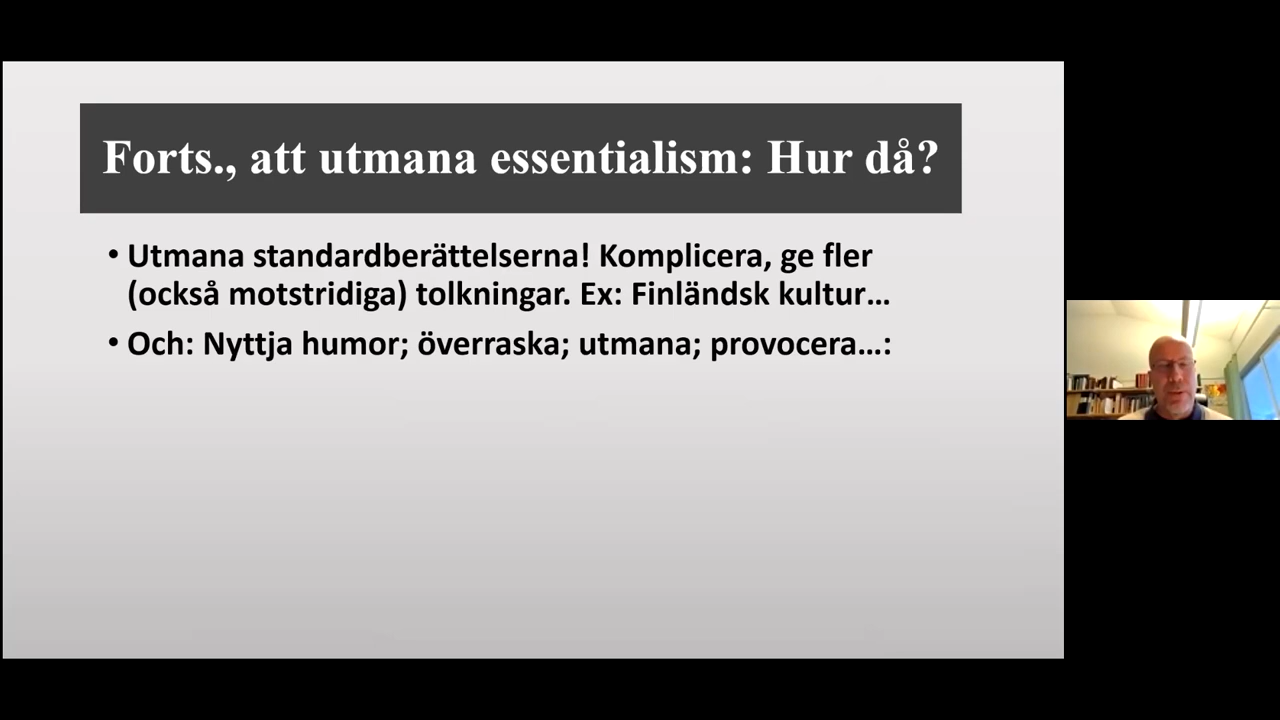 Forts., att utmana essentialism: Hur då?
• Utmana standardberättelserna! Komplicera, ge fler
(också motstridiga) tolkningar. Ex: Finländsk kultur…
• Och: Nyttja humor; överraska; utmana; provocera…: